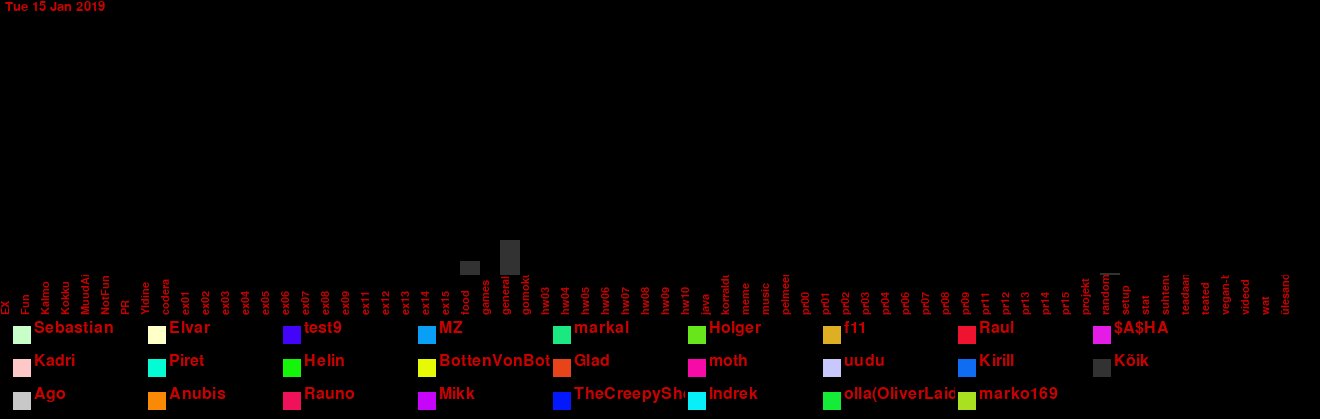 Tue 15 Jan 2019
EX Fun Kalmo Kokku MuudAi NotFun PR Yldine codera ex01 ex02 ex03 ex04 ex05 ex06 ex07 ex08 ex09 ex11 ex12 ex13 ex14 ex15 food games general gomoku hw03 hw04 hw05 hw06 hw07 hw08 hw09 hw10 java korraldu meme music pelmeen pr00 pr01 pr02 pr03 pr04 pr06 pr07 pr08 pr09 pr11 pr12 pr13 pr14 pr15 projekt random setup stat suhtenu teadaan teated vegan-t videod wat ülesand
Sebastian Elvar test9 MZ markal Holger f11 Raul $A$HA
Kadri Piret Helin BottenVonBot Glad moth uudu Kirill Kõik
Ago Anubis Rauno Mikk TheCreepyShe Indrek olla(OliverLaid marko169